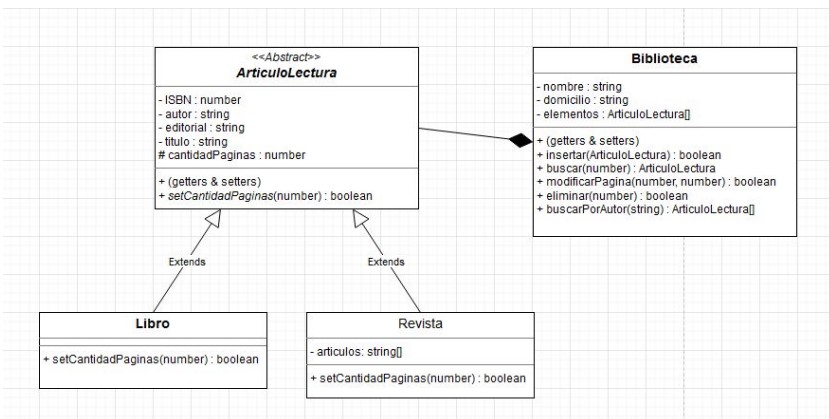 <<Abstract>>
ArticuloLectura
- ISBN : number
- autor : string
- editorial : string
- titulo : string
# cantidadPaginas : number
+ (getters & setters)
+ setCantidadPaginas(number) : boolean
Biblioteca
- nombre : string
- domicilio : string
- elementos : ArticuloLectura[]
+ (getters & setters)
+ insertar(ArticuloLectura) : boolean
+ buscar(number) : ArticuloLectura
+ modificarPagina(number, number) : boolean
+ eliminar(number) : boolean
+ buscarPorAutor(string) : ArticuloLectura[]
Extends
Extends
Libro
+ setCantidadPaginas(number) : boolean
Revista
- articulos: string[]
+ setCantidadPaginas(number) : boolean